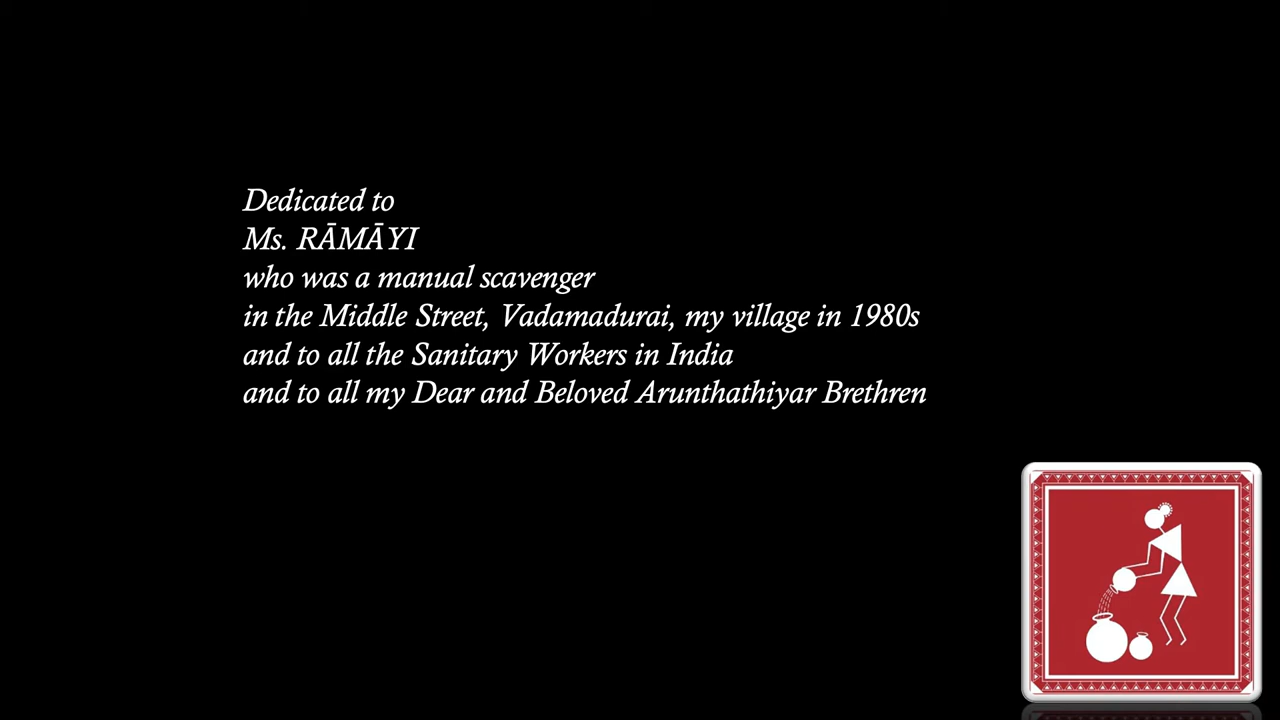 Dedicated to
Ms. RĀMĀYI
who was a manual scavenger
in the Middle Street, Vadamadurai, my village in 1980s
and to all the Sanitary Workers in India
and to all my Dear and Beloved Arunthathiyar Brethren